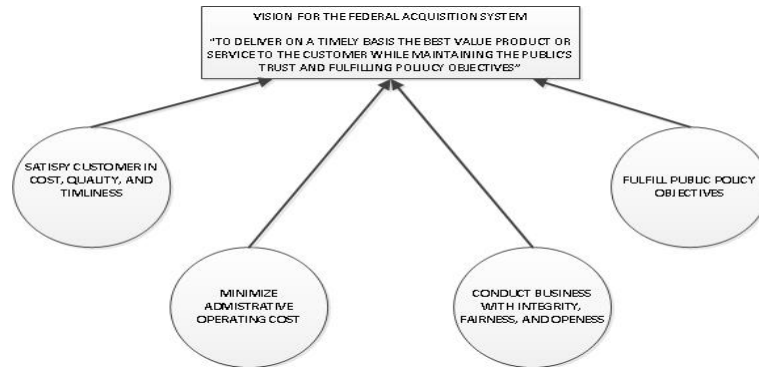 VISION FOR THE FEDERAL ACQUISITION SYSTEM
"TO DELIVER ON A TIMELY BASIS THE BEST VALUE PRODUCT OR
SERVICE TO THE CUSTOMER WHILE MAINTAINING THE PUBLIC'S
TRUST AND FULFILLING POLIUCY OBJECTIVES"
SATISPY CUSTOMER IN
COST, QUALITY, AND
TIMLINESS
FULFILL PUBLIC POLICY
OBJECTIVES
MINIMIZE
ADMISTRATIVE
OPERATING COST
CONDUCT BUSINESS
WITH INTEGRITY,
FAIRNESS, AND OPENESS